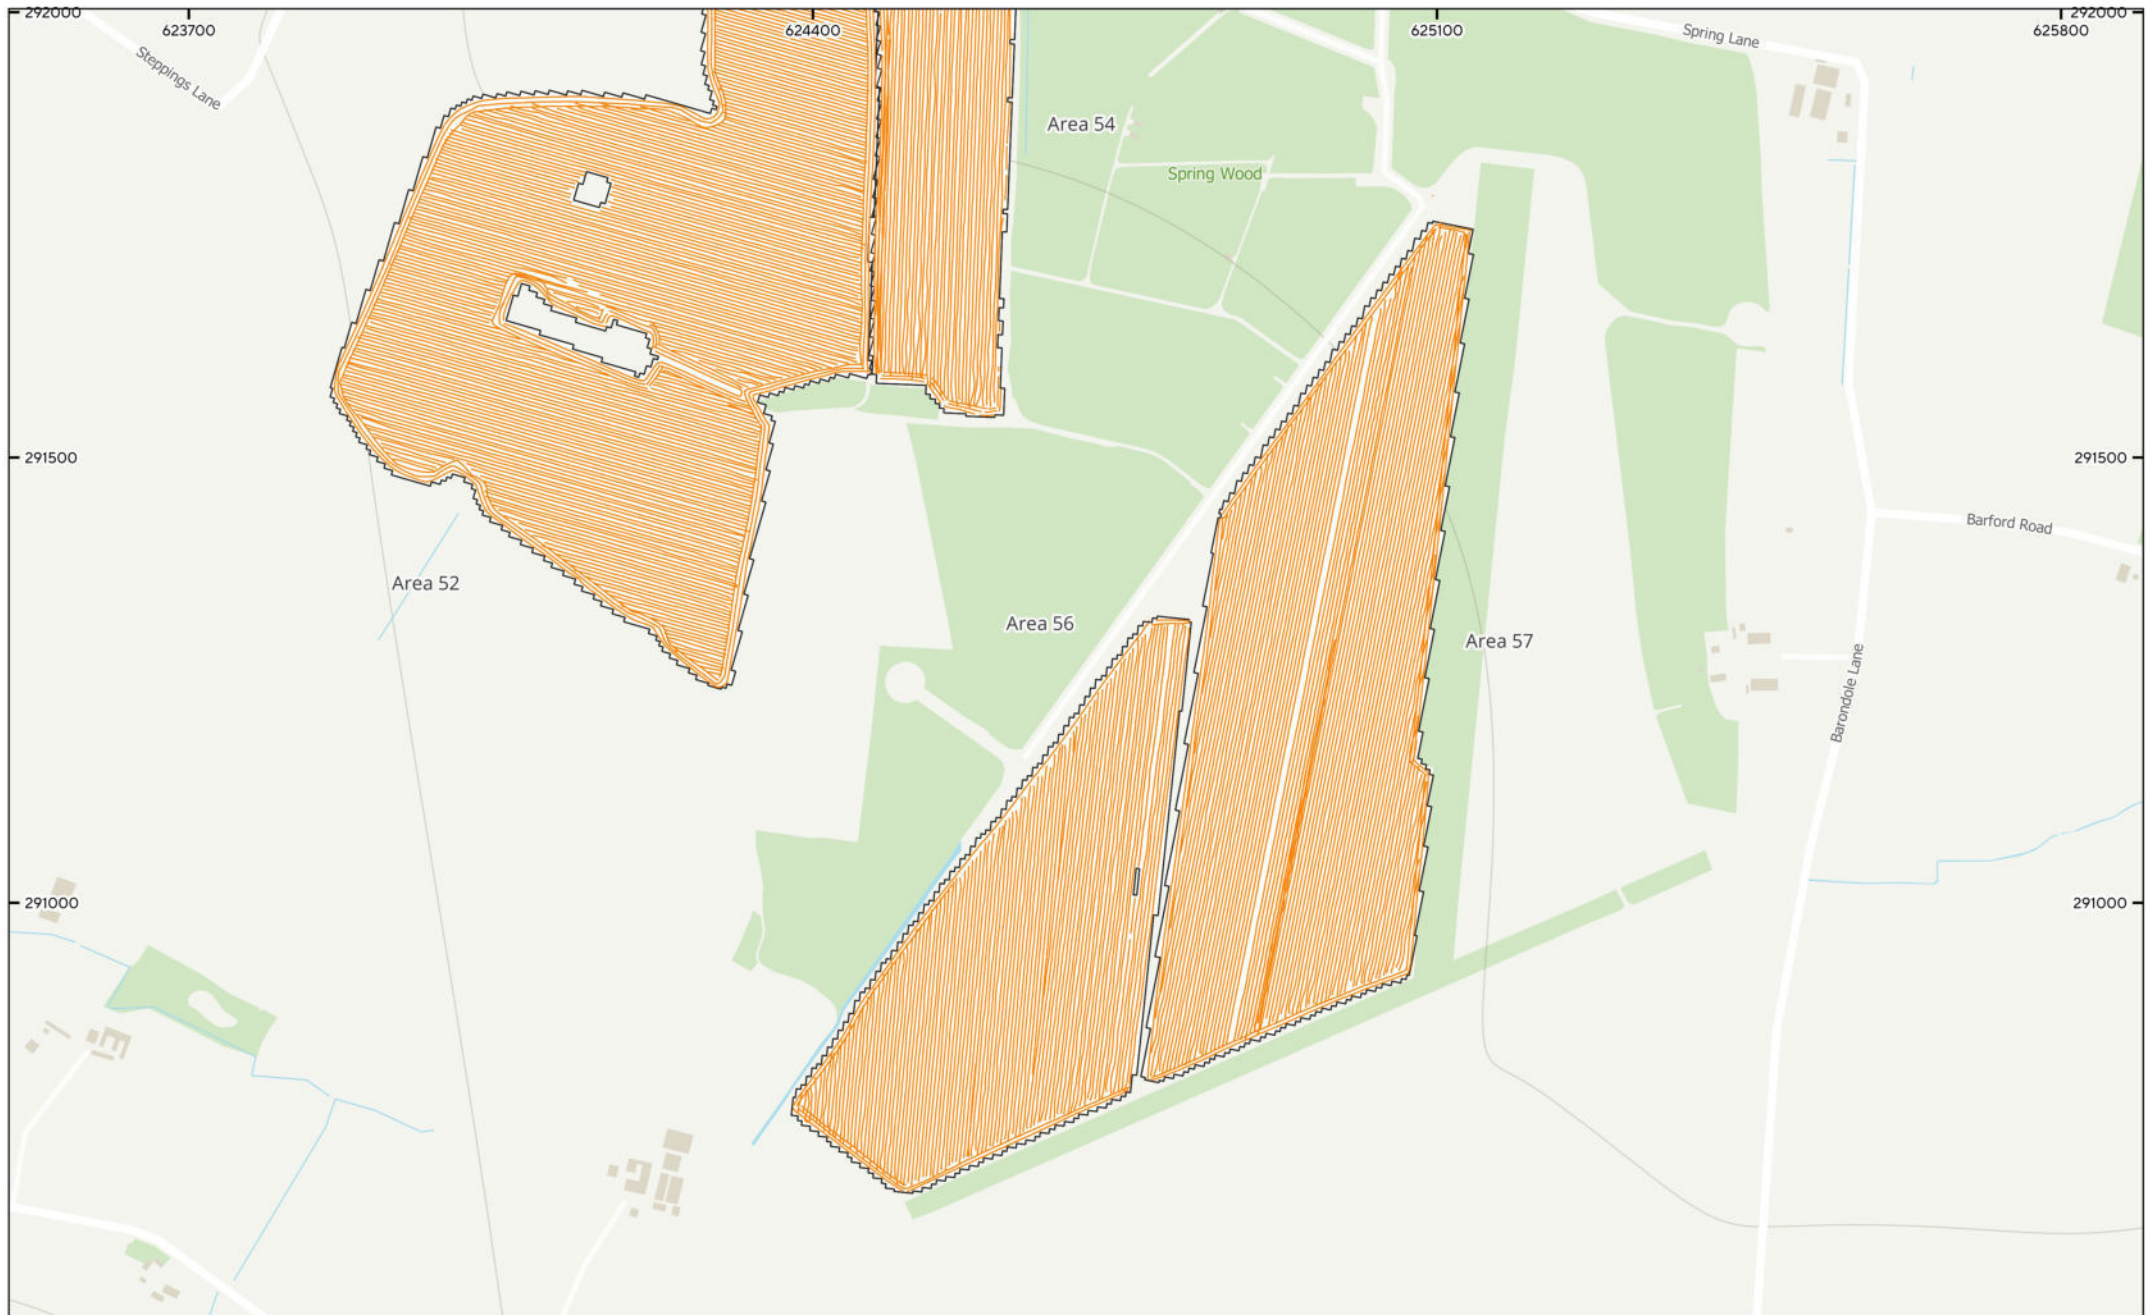 292000
623700
624400
625100
625800
292000
Steppings Lane
Spring Lane
Area 54
Spring Wood
291500
291500
Barford Road
Area 52
Area 56
Area 57
Barondole Lane
291000
291000